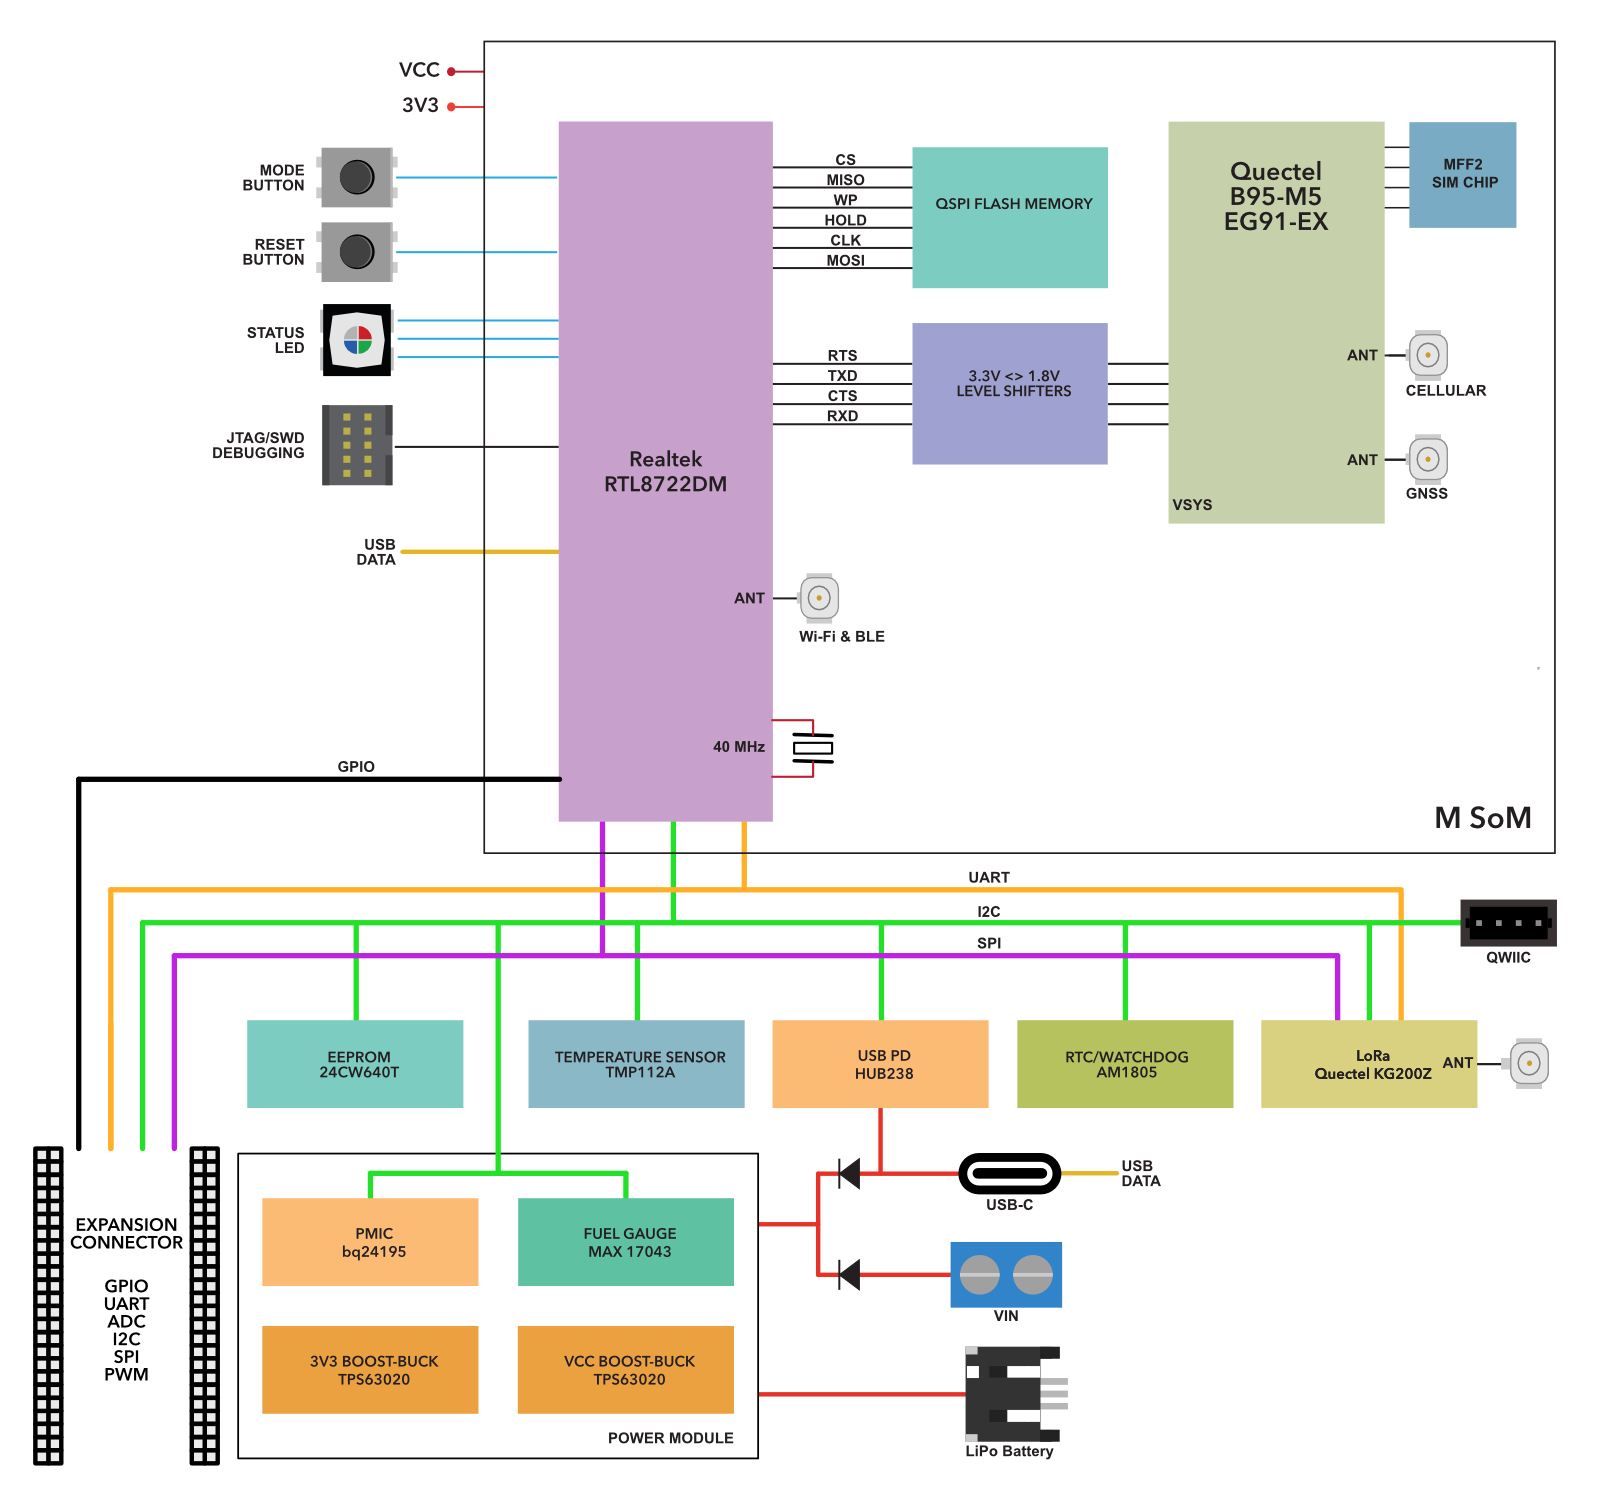 VCC
3V3
MODE
BUTTON
RESET
BUTTON
STATUS
LED
JTAG/SWD
DEBUGGING
USB
DATA
GPIO
Realtek
RTL8722DM
ANT
Wi-Fi & BLE
40 MHz
CS
MISO
WP
HOLD
CLK
MOSI
QSPI FLASH MEMORY
RTS
TXD
CTS
RXD
3.3V <> 1.8V
LEVEL SHIFTERS
Quectel
B95-M5
EG91-EX
MFF2
SIM CHIP
ANT
CELLULAR
ANT
GNSS
VSYS
M SoM
UART
I2C
SPI
QWIIC
EEPROM
24CW640T
TEMPERATURE SENSOR
TMP112A
USB PD
HUB238
RTC/WATCHDOG
AM1805
LoRa
Quectel KG200Z
ANT
EXPANSION
CONNECTOR
GPIO
UART
ADC
I2C
SPI
PWM
PMIC
bq24195
FUEL GAUGE
MAX 17043
3V3 BOOST-BUCK
TPS63020
VCC BOOST-BUCK
TPS63020
POWER MODULE
USB-C
USB
DATA
VIN
LiPo Battery